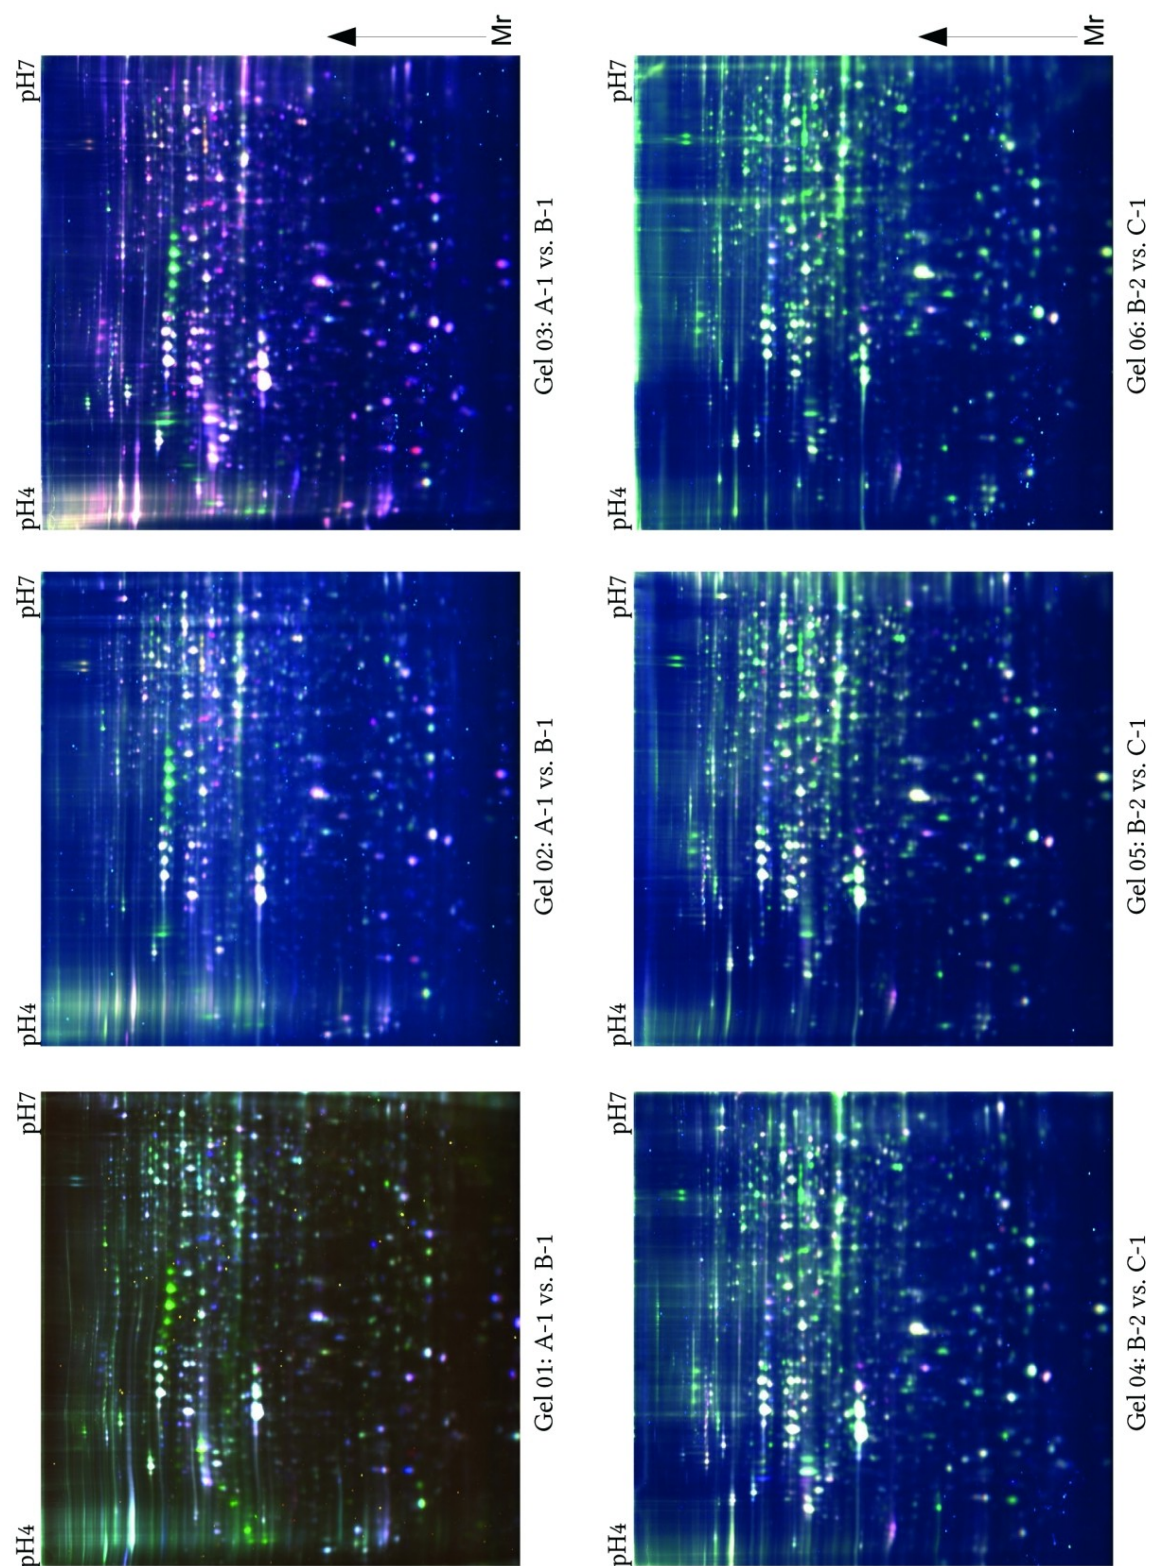 pH4
pH7
pH4
pH7
pH4
pH7
Mr
Gel 01: A-1 vs. B-1
Gel 02: A-1 vs. B-1
Gel 03: A-1 vs. B-1
pH4
pH7
pH4
pH7
pH4
pH7
Mr
Gel 04: B-2 vs. C-1
Gel 05: B-2 vs. C-1
Gel 06: B-2 vs. C-1